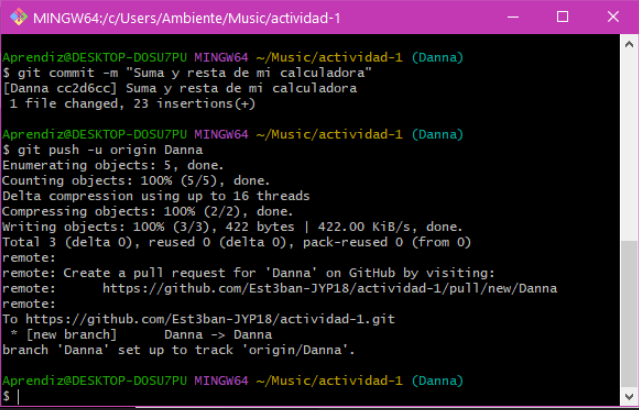 MINGW64:/c/Users/Ambiente/Music/actividad-1
Aprendiz@DESKTOP-DOSU7PU MINGW64 ~/Music/actividad-1 (Danna)
$ git commit -m "Suma y resta de mi calculadora"
[Danna cc2d6cc] Suma y resta de mi calculadora
 1 file changed, 23 insertions(+)
Aprendiz@DESKTOP-DOSU7PU MINGW64 ~/Music/actividad-1 (Danna)
$ git push -u origin Danna
Enumerating objects: 5, done.
Counting objects: 100% (5/5), done.
Delta compression using up to 16 threads
Compressing objects: 100% (2/2), done.
Writing objects: 100% (3/3), 422 bytes | 422.00 KiB/s, done.
Total 3 (delta 0), reused 0 (delta 0), pack-reused 0 (from 0)
remote:
remote: Create a pull request for 'Danna' on GitHub by visiting:
remote:      https://github.com/Est3ban-JYP18/actividad-1/pull/new/Danna
remote:
To https://github.com/Est3ban-JYP18/actividad-1.git
 * [new branch]      Danna -> Danna
branch 'Danna' set up to track 'origin/Danna'.
Aprendiz@DESKTOP-DOSU7PU MINGW64 ~/Music/actividad-1 (Danna)
$